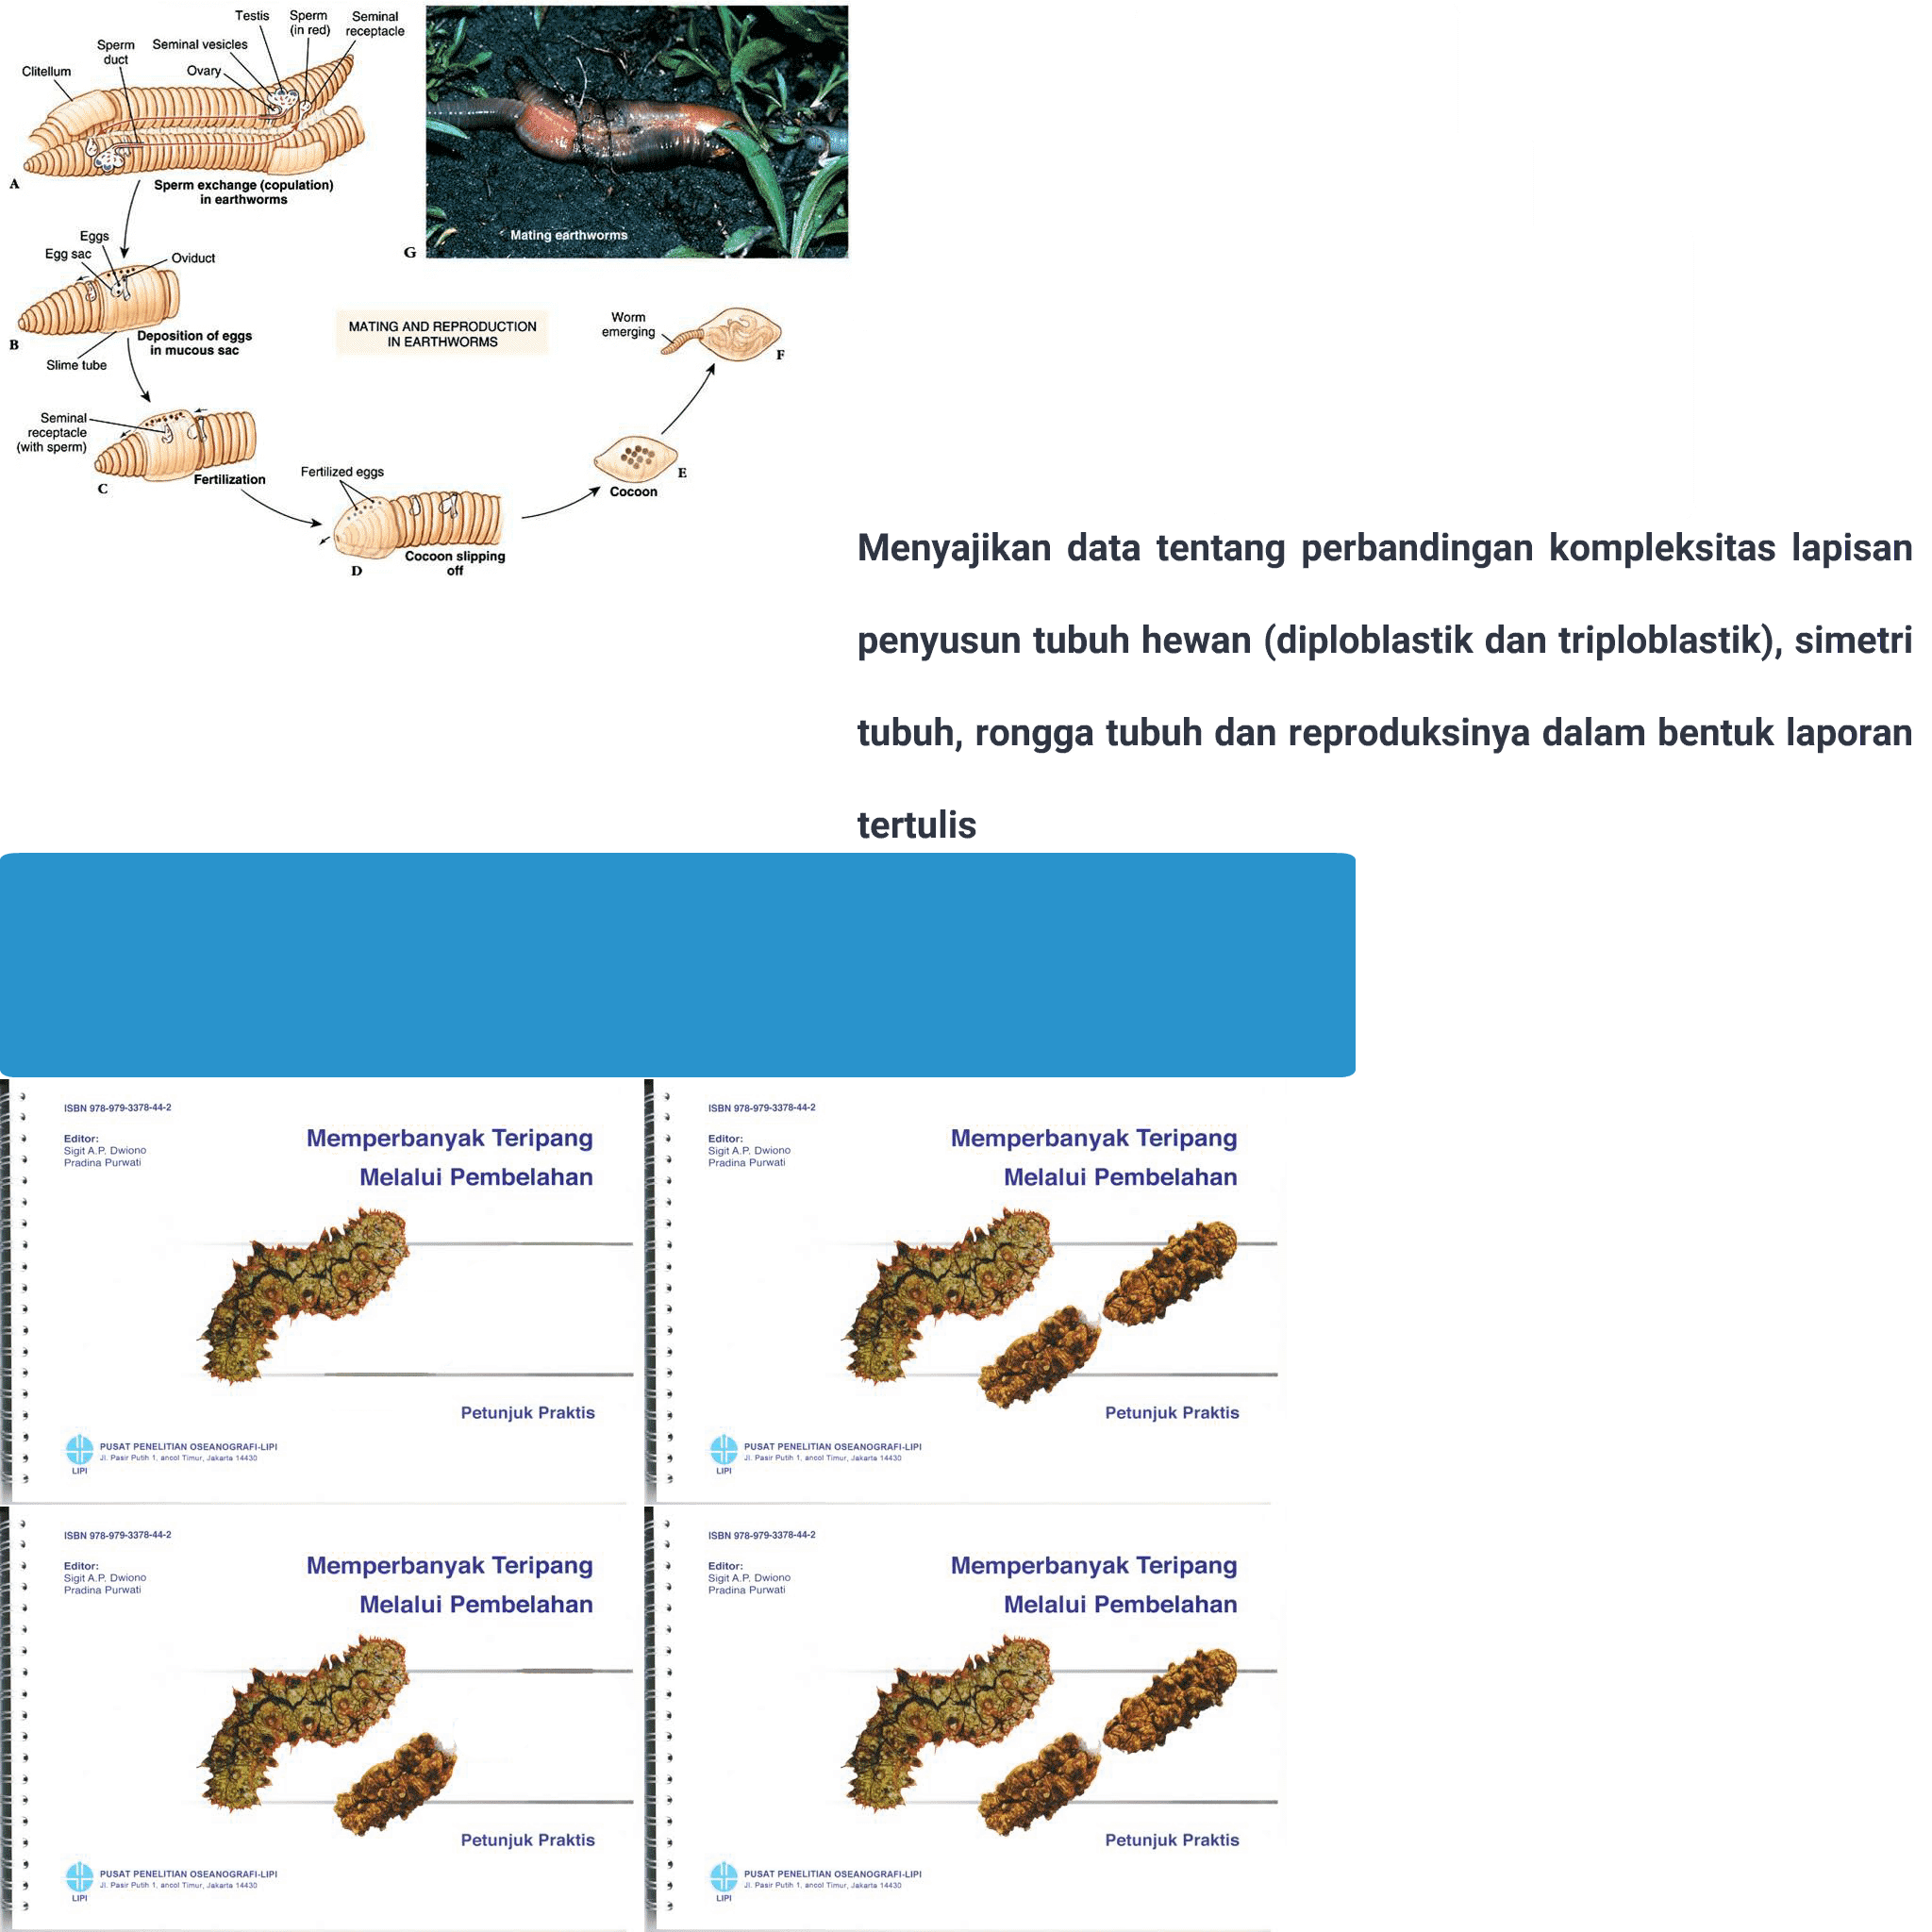 Testis
Sperm
(in red)
Seminal
receptacle
Sperm
duct
Seminal vesicles
Clitellum
Ovary
A
Sperm exchange (copulation)
in earthworms
Mating earthworms
G
Eggs
Egg sac
Oviduct
B
Deposition of eggs
in mucous sac
Slime tube
MATING AND REPRODUCTION
IN EARTHWORMS
Worm
emerging
F
Seminal
receptacle
(with sperm)
C
Fertilization
Fertilized eggs
E
Cocoon
D
Cocoon slipping
off
Menyajikan data tentang perbandingan kompleksitas lapisan
penyusun tubuh hewan (diploblastik dan triploblastik), simetri
tubuh, rongga tubuh dan reproduksinya dalam bentuk laporan
tertulis
ISBN 978-979-3378-44-2
Editor:
Sigit A.P. Dwiono
Pradina Purwati
Memperbanyak Teripang
Melalui Pembelahan
Petunjuk Praktis
PUSAT PENELITIAN OSEANOGRAFI-LIPI
Jl. Pasir Putih 1, ancol Timur, Jakarta 14430
LIPI
ISBN 978-979-3378-44-2
Editor:
Sigit A.P. Dwiono
Pradina Purwati
Memperbanyak Teripang
Melalui Pembelahan
Petunjuk Praktis
PUSAT PENELITIAN OSEANOGRAFI-LIPI
Jl. Pasir Putih 1, ancol Timur, Jakarta 14430
LIPI
ISBN 978-979-3378-44-2
Editor:
Sigit A.P. Dwiono
Pradina Purwati
Memperbanyak Teripang
Melalui Pembelahan
Petunjuk Praktis
PUSAT PENELITIAN OSEANOGRAFI-LIPI
Jl. Pasir Putih 1, ancol Timur, Jakarta 14430
LIPI
ISBN 978-979-3378-44-2
Editor:
Sigit A.P. Dwiono
Pradina Purwati
Memperbanyak Teripang
Melalui Pembelahan
Petunjuk Praktis
PUSAT PENELITIAN OSEANOGRAFI-LIPI
Jl. Pasir Putih 1, ancol Timur, Jakarta 14430
LIPI